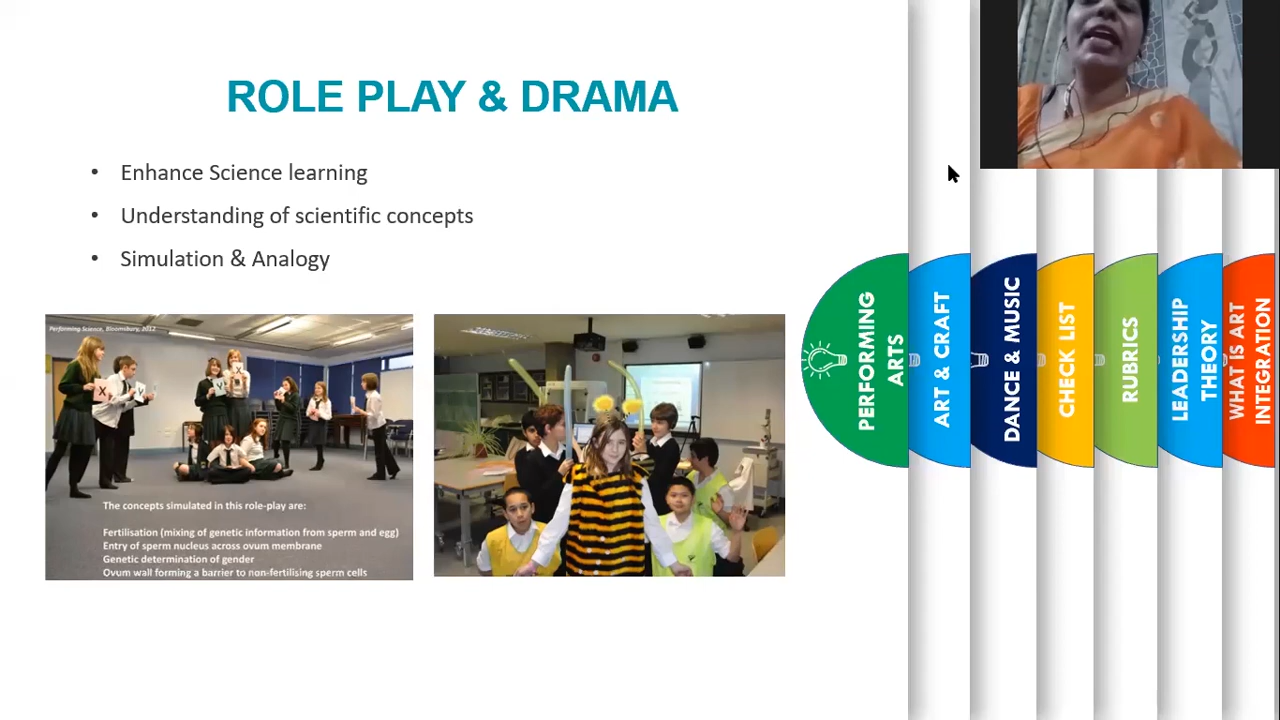 ROLE PLAY & DRAMA
• Enhance Science learning
• Understanding of scientific concepts
• Simulation & Analogy
Performing Science, Bloomsbury, 2012
X
Y
Y
X
The concepts simulated in this role-play are:
Fertilisation (mixing of genetic information from sperm and egg)
Entry of sperm nucleus across ovum membrane
Genetic determination of gender
Ovum wall forming a barrier to non-fertilising sperm cells
PERFORMING
ARTS
ART & CRAFT
DANCE & MUSIC
CHECK LIST
RUBRICS
LEADERSHIP
THEORY
WHAT IS ART
INTEGRATION